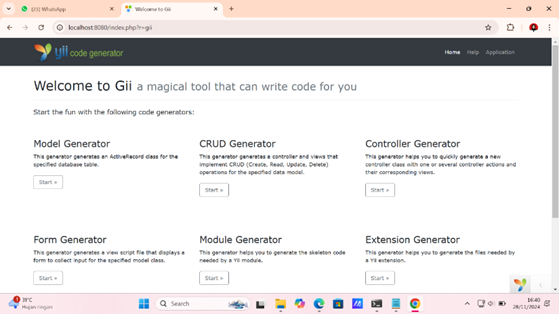 (21) WhatsApp
Welcome to Gii
localhost:8080/index.php?r=gii
yii code generator
Home Help Application
Welcome to Gii a magical tool that can write code for you
Start the fun with the following code generators:
Model Generator
This generator generates an ActiveRecord class for the
specified database table.
Start »
CRUD Generator
This generator generates a controller and views that
implement CRUD (Create, Read, Update, Delete)
operations for the specified data model.
Start »
Controller Generator
This generator helps you to quickly generate a new
controller class with one or several controller actions and
their corresponding views.
Start »
Form Generator
This generator generates a view script file that displays a
form to collect input for the specified model class.
Start »
Module Generator
This generator helps you to generate the skeleton code
needed by a Yii module.
Start »
Extension Generator
This generator helps you to generate the files needed by
a Yii extension.
Start »
Hujan ringan
Search
16:40
28/11/2024